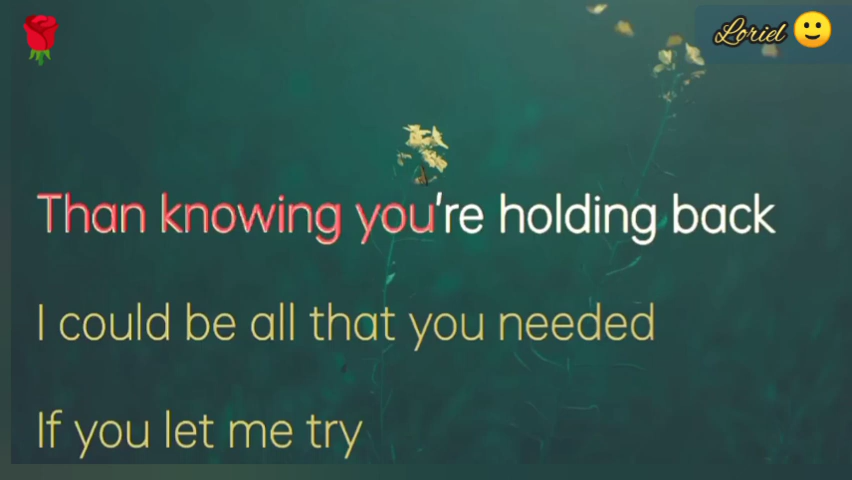 Loriel
Than knowing you're holding back
I could be all that you needed
If you let me try